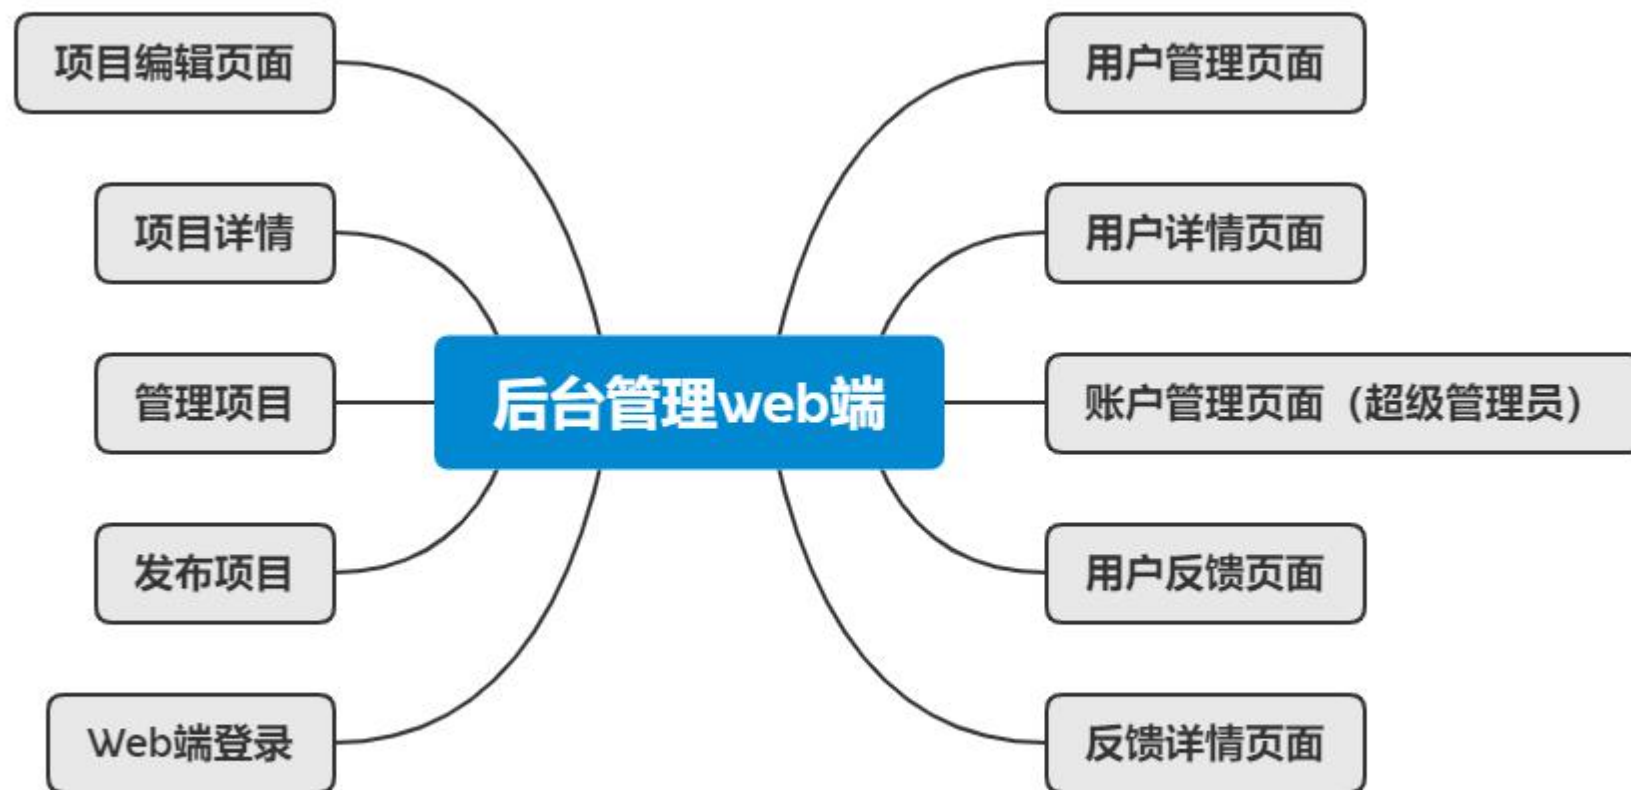 项目编辑页面
用户管理页面
项目详情
用户详情页面
管理项目
后台管理web端
账户管理页面（超级管理员）
发布项目
用户反馈页面
Web端登录
反馈详情页面